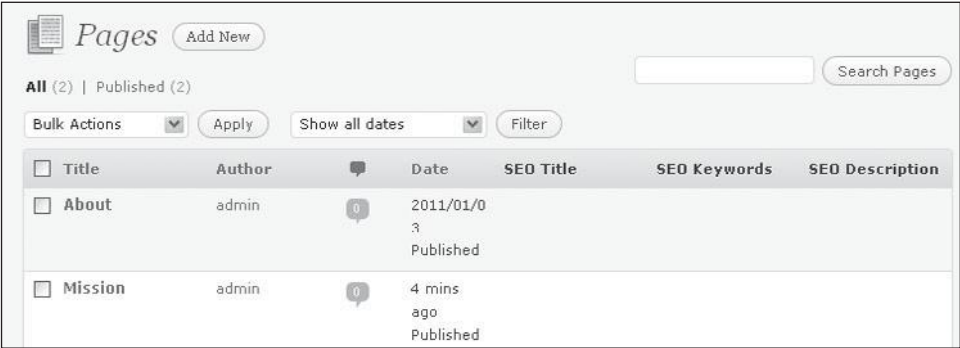 Pages Add New
Search Pages
All (2) | Published (2)
Bulk Actions Apply Show all dates Filter
Title Author Date SEO Title SEO Keywords SEO Description
About admin 0 2011/01/0
3
Published
Mission admin 0 4 mins
ago
Published